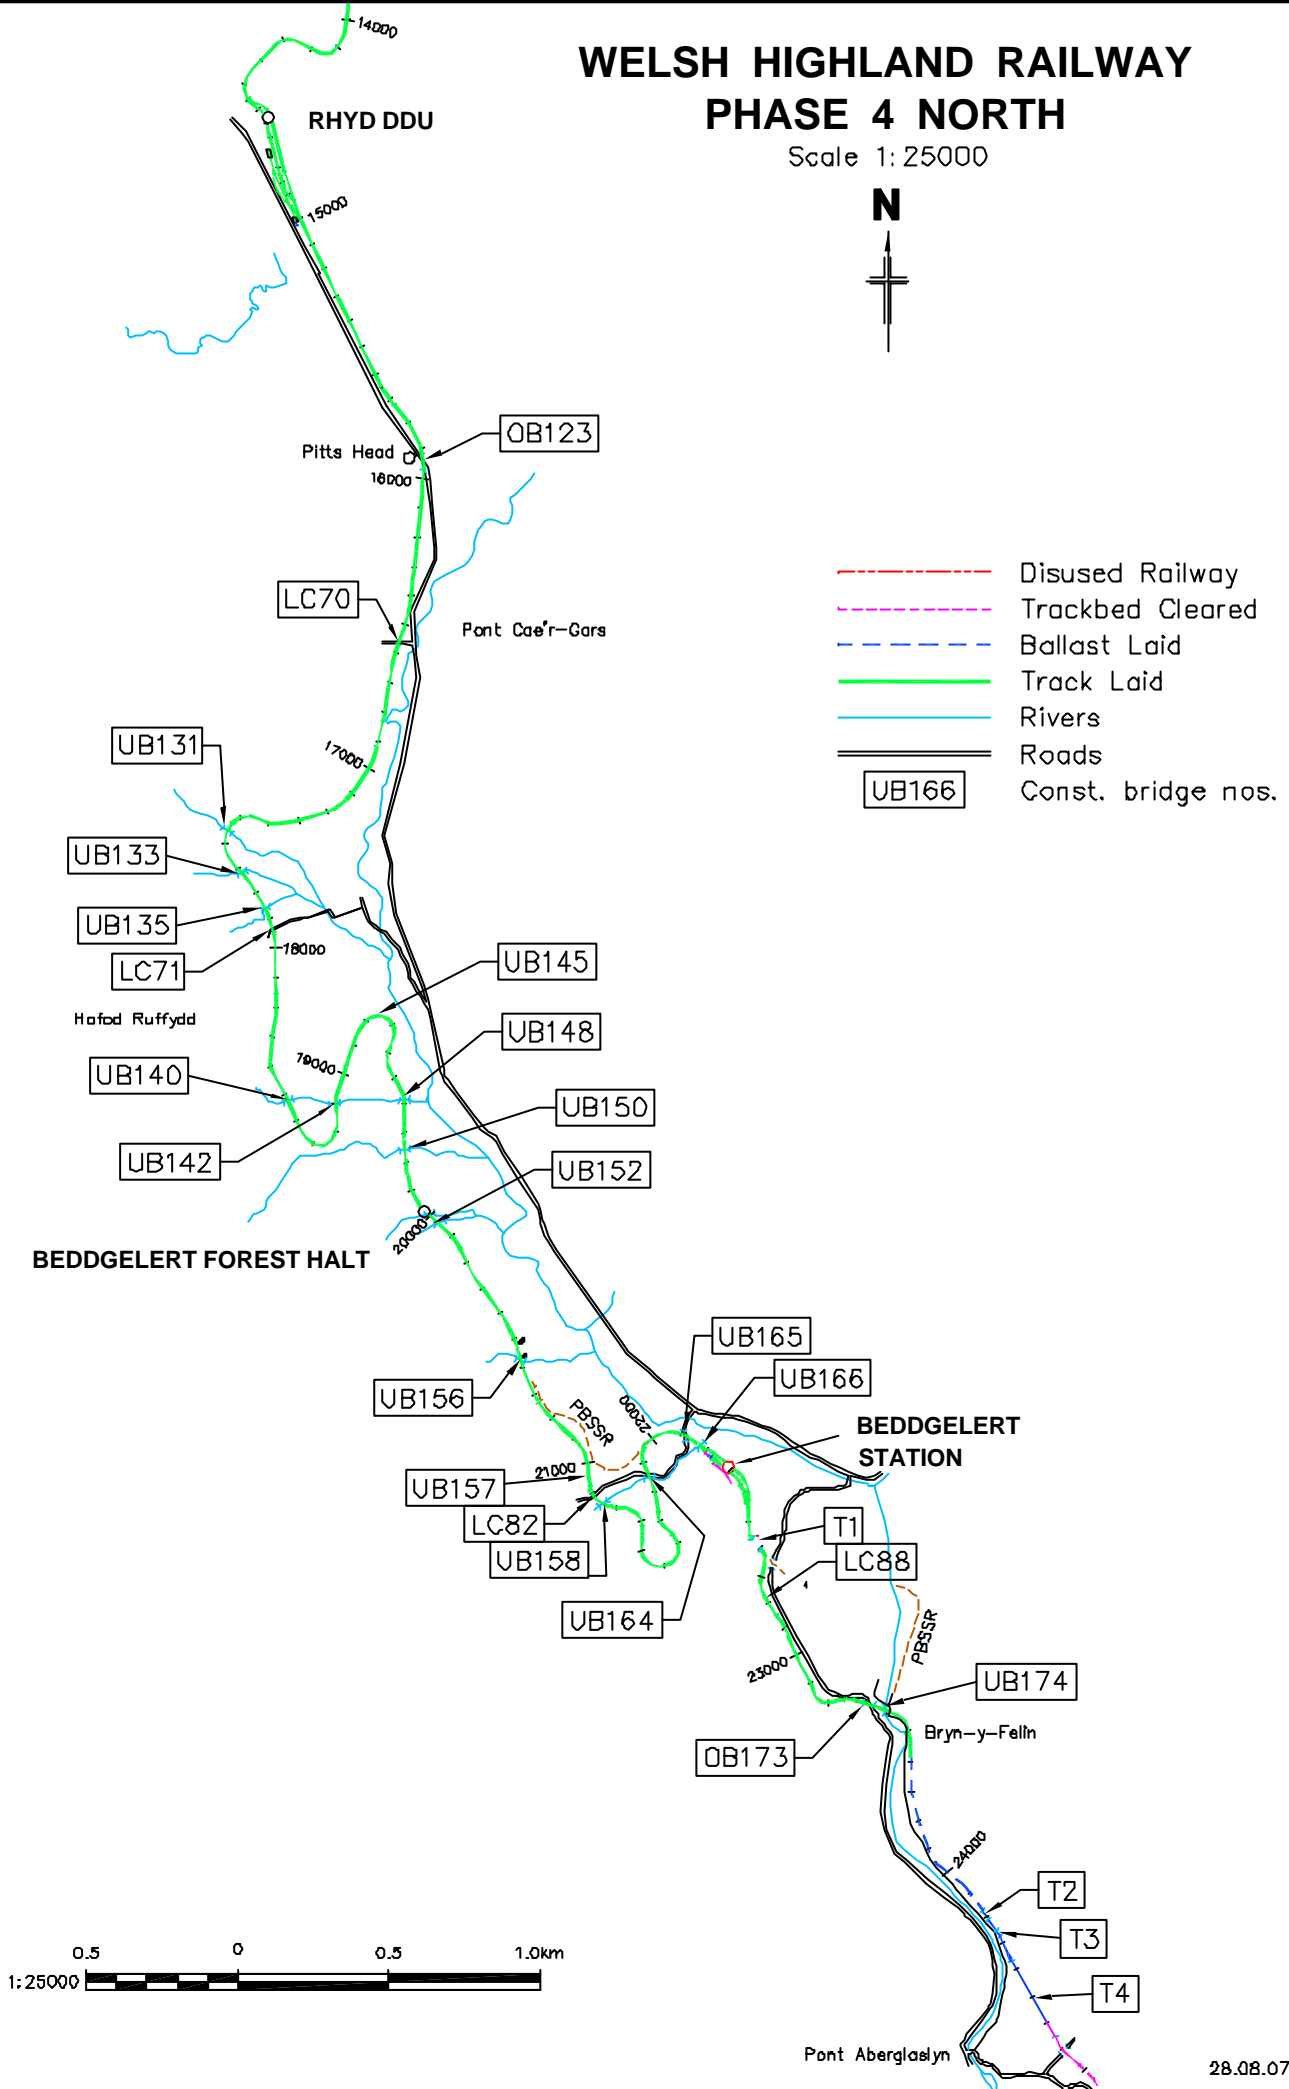 14000
WELSH HIGHLAND RAILWAY
PHASE 4 NORTH
Scale 1:25000
N
RHYD DDU
15000
OB123
Pitts Head
16000
LC70
Pont Cae'r-Gors
Disused Railway
Trackbed Cleared
Ballast Laid
Track Laid
Rivers
Roads
UB166 Const. bridge nos.
UB131
17000
UB133
UB135
LC71
18000
UB145
Hafod Ruffydd
UB148
19000
UB140
UB150
UB142
UB152
20000
BEDDGELERT FOREST HALT
UB165
UB166
UB156
PBSSR
22000
BEDDGELERT
STATION
21000
UB157
LC82
UB158
T1
LC88
UB164
PBSSR
23000
UB174
Bryn-y-Felin
OB173
24000
T2
T3
T4
0.5 0 0.5 1.0km
1:25000
Pont Aberglaslyn
28.08.07